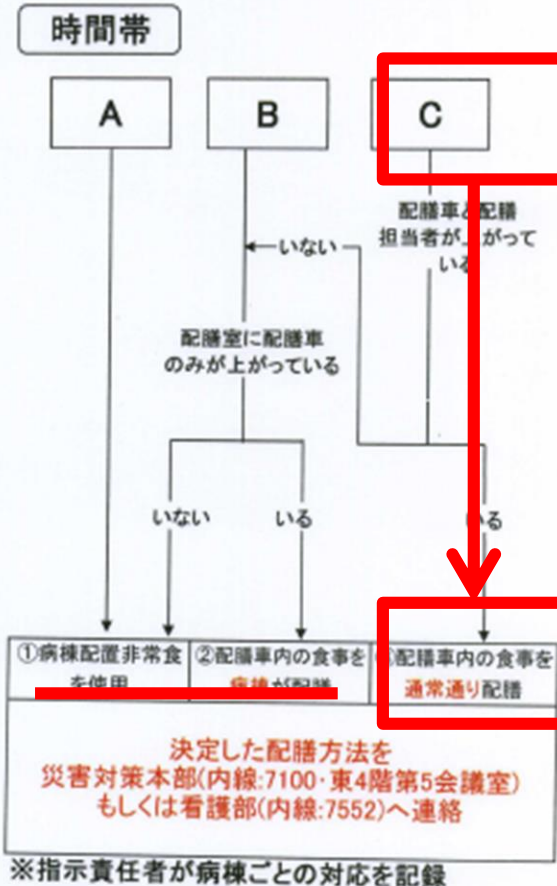 時間帯
A
B
C
配膳車と配膳
担当者が上がって
いる
いない
配膳室に配膳車
のみが上がっている
いない
いる
いる
①病棟配置非常食
を使用
②配膳車内の食事を
病棟が配膳
配膳車内の食事を
通常通り配膳
決定した配膳方法を
災害対策本部(内線:7100・東4階第5会議室)
もしくは看護部(内線:7552)へ連絡
※指示責任者が病棟ごとの対応を記録